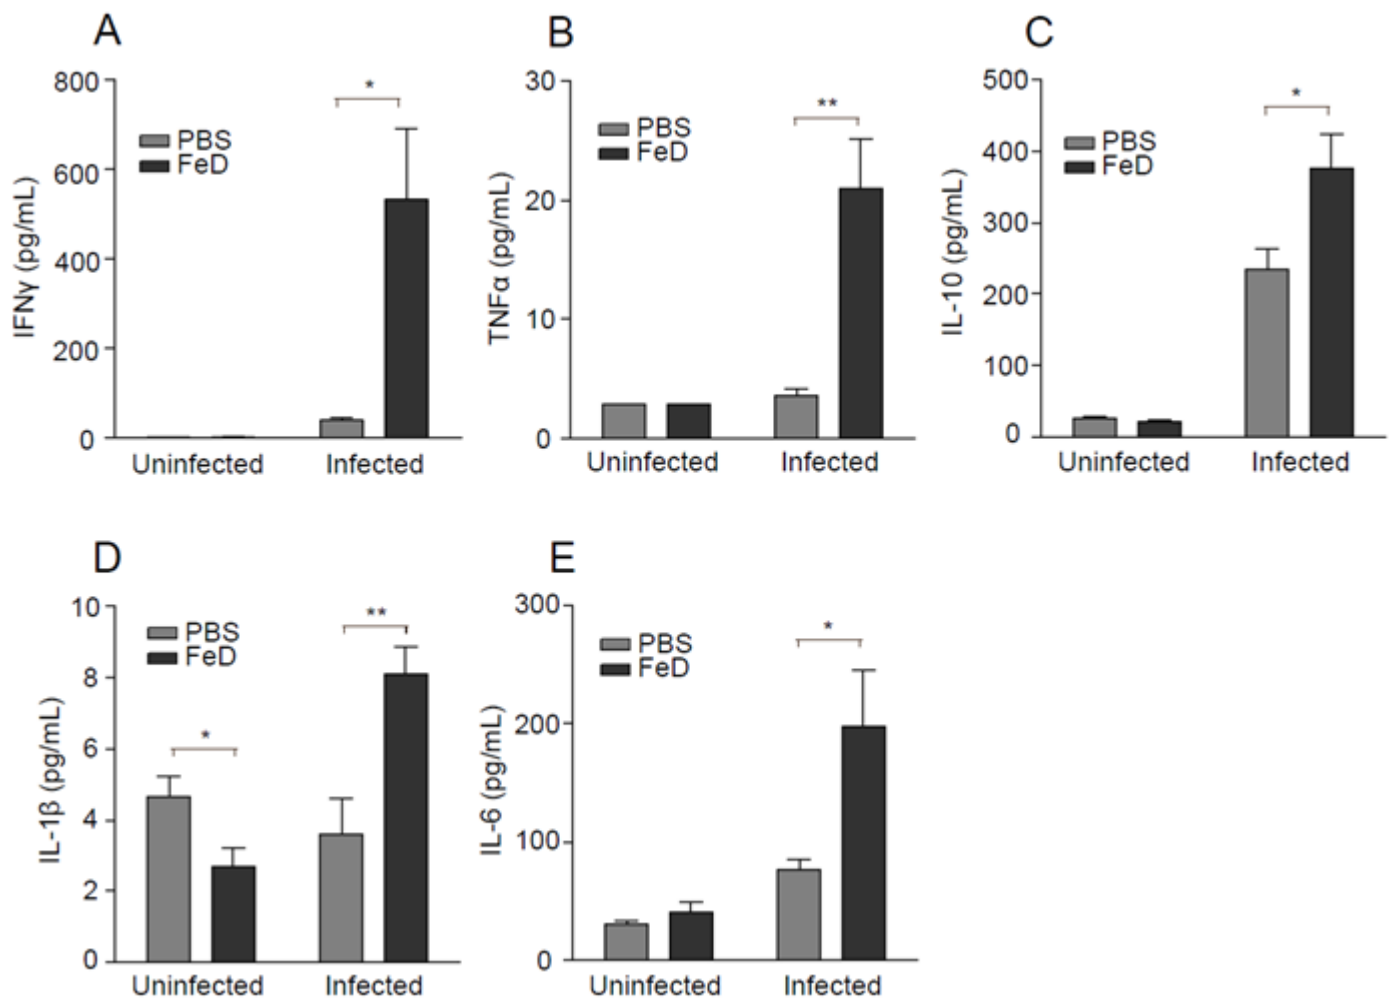 A
IFNγ (pg/mL)
800
600
400
200
0
*
PBS
FeD
Uninfected
Infected
B
TNFα (pg/mL)
30
20
10
0
**
PBS
FeD
Uninfected
Infected
C
IL-10 (pg/mL)
500
400
300
200
100
0
*
PBS
FeD
Uninfected
Infected
D
IL-1β (pg/mL)
10
8
6
4
2
0
*
**
PBS
FeD
Uninfected
Infected
E
IL-6 (pg/mL)
300
200
100
0
*
PBS
FeD
Uninfected
Infected